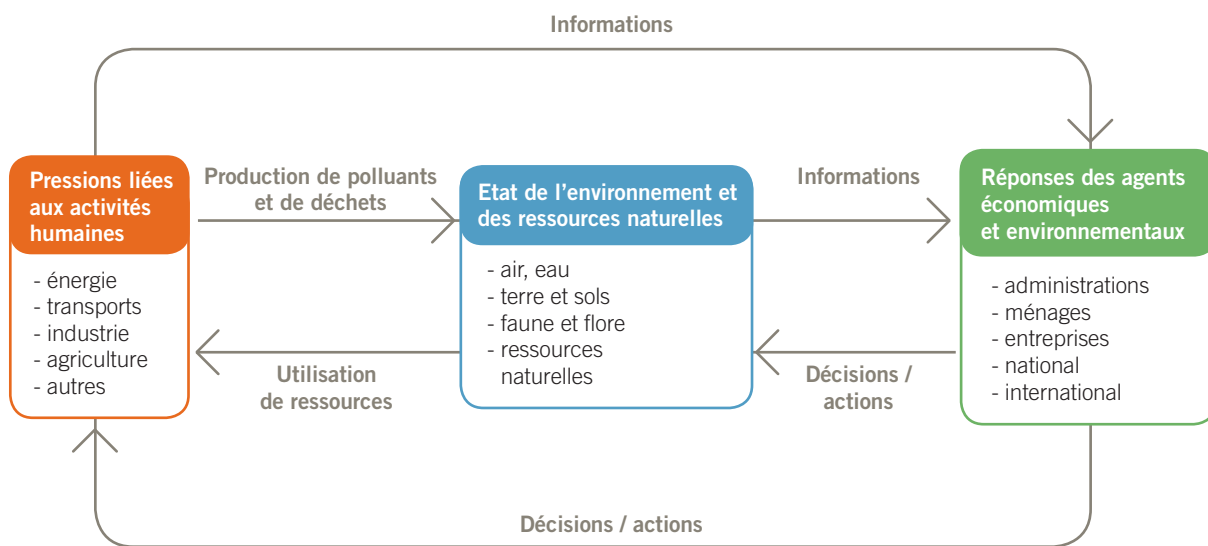 Informations
Pressions liées
aux activités
humaines
- énergie
- transports
- industrie
- agriculture
- autres
Production de polluants
et de déchets
Utilisation
de ressources
Etat de l’environnement et
des ressources naturelles
- air, eau
- terre et sols
- faune et flore
- ressources
naturelles
Informations
Décisions /
actions
Réponses des agents
économiques
et environnementaux
- administrations
- ménages
- entreprises
- national
- international
Décisions / actions